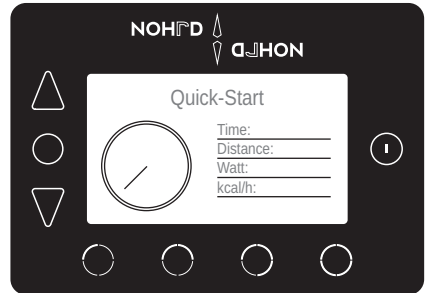 NOHrD
NOHrD
Quick-Start
Time:
Distance:
Watt:
kcal/h: